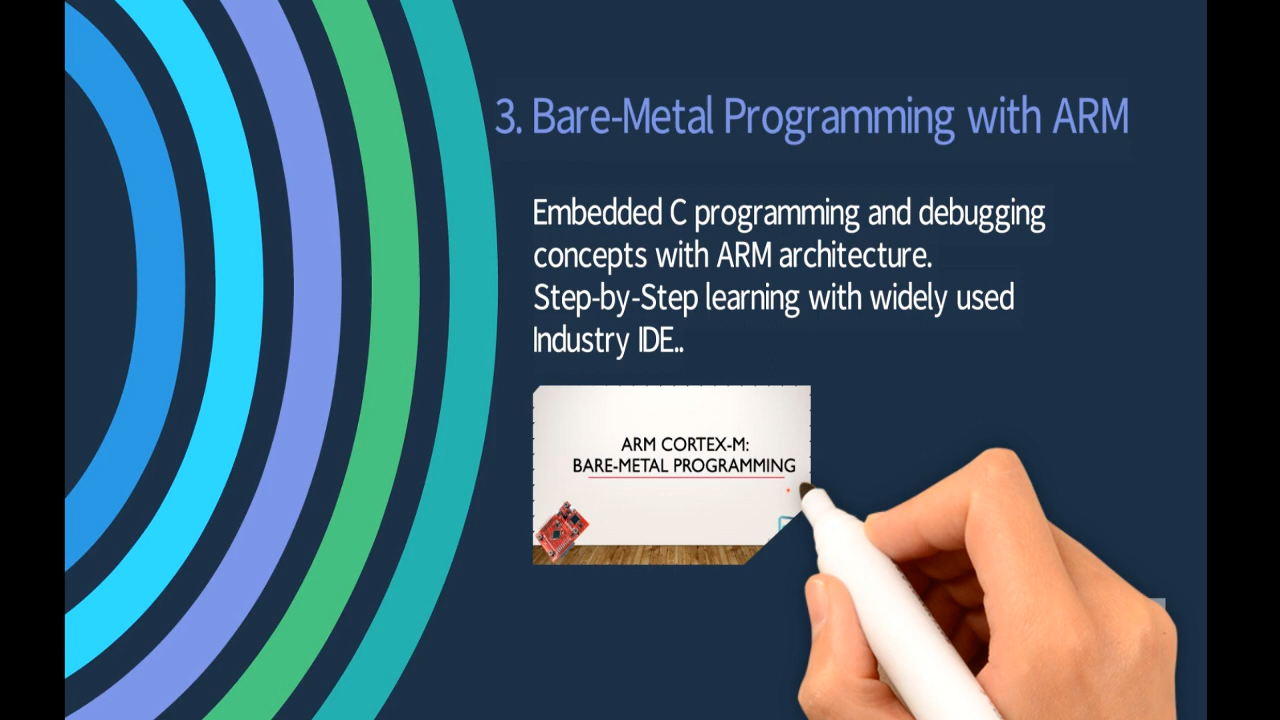 3. Bare-Metal Programming with ARM
Embedded C programming and debugging
concepts with ARM architecture.
Step-by-Step learning with widely used
Industry IDE..
ARM CORTEX-M:
BARE-METAL PROGRAMMING